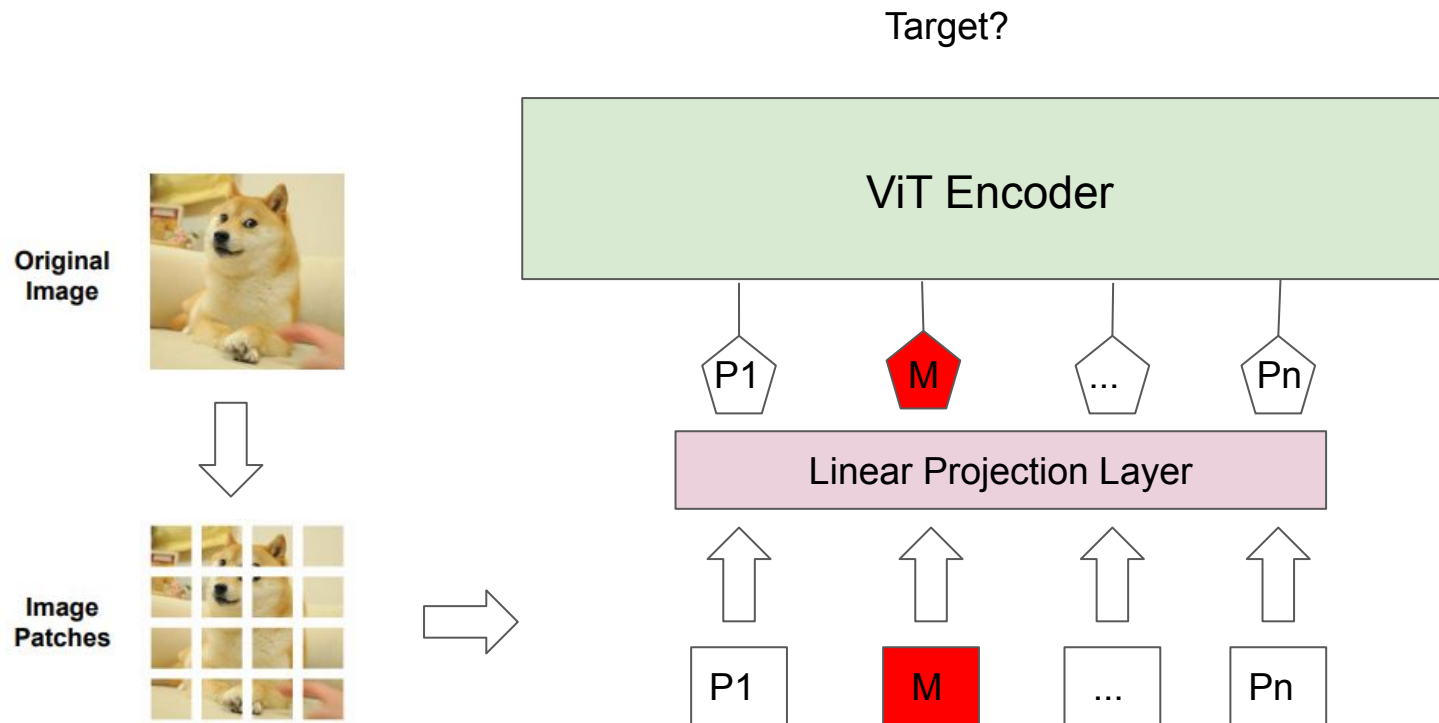 Target?
ViT Encoder
Original
Image
P1
M
...
Pn
Linear Projection Layer
Image
Patches
P1
M
...
Pn